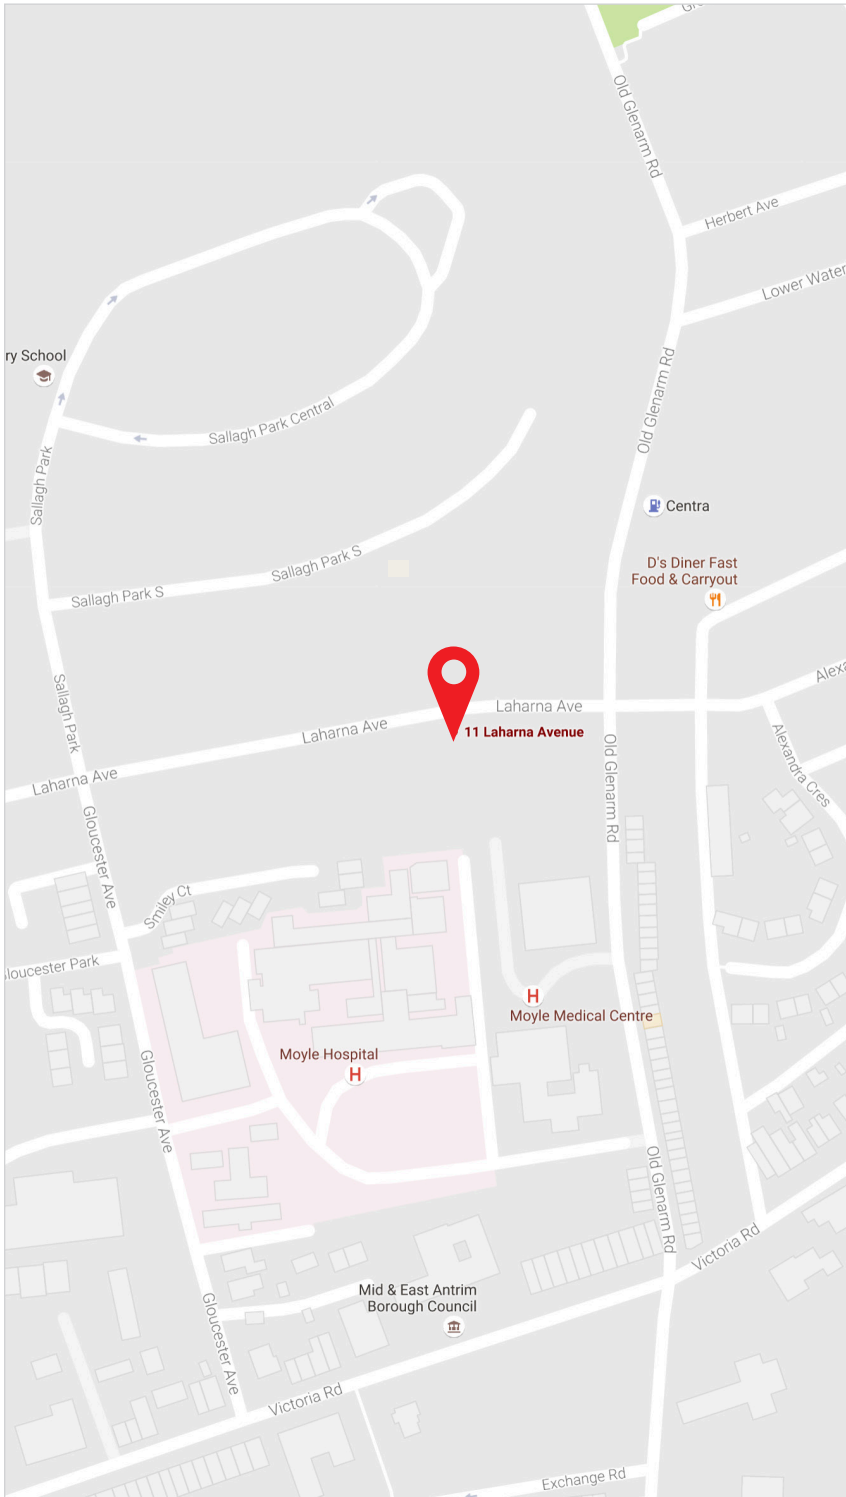 Gr
Old Glenarm Rd
Herbert Ave
Lower Water
ry School
Old Glenarm Rd
Sallagh Park Central
Sallagh Park
Centra
D's Diner Fast
Food & Carryout
Sallagh Park S
Sallagh Park S
Alexa
Sallagh Park
Laharna Ave
Laharna Ave
11 Laharna Avenue
Laharna Ave
Old Glenarm Rd
Alexandra Cres
Gloucester Ave
Smiley Ct
Gloucester Park
H
Moyle Medical Centre
Moyle Hospital
H
Gloucester Ave
Old Glenarm Rd
Victoria Rd
Mid & East Antrim
Borough Council
Gloucester Ave
Victoria Rd
Exchange Rd